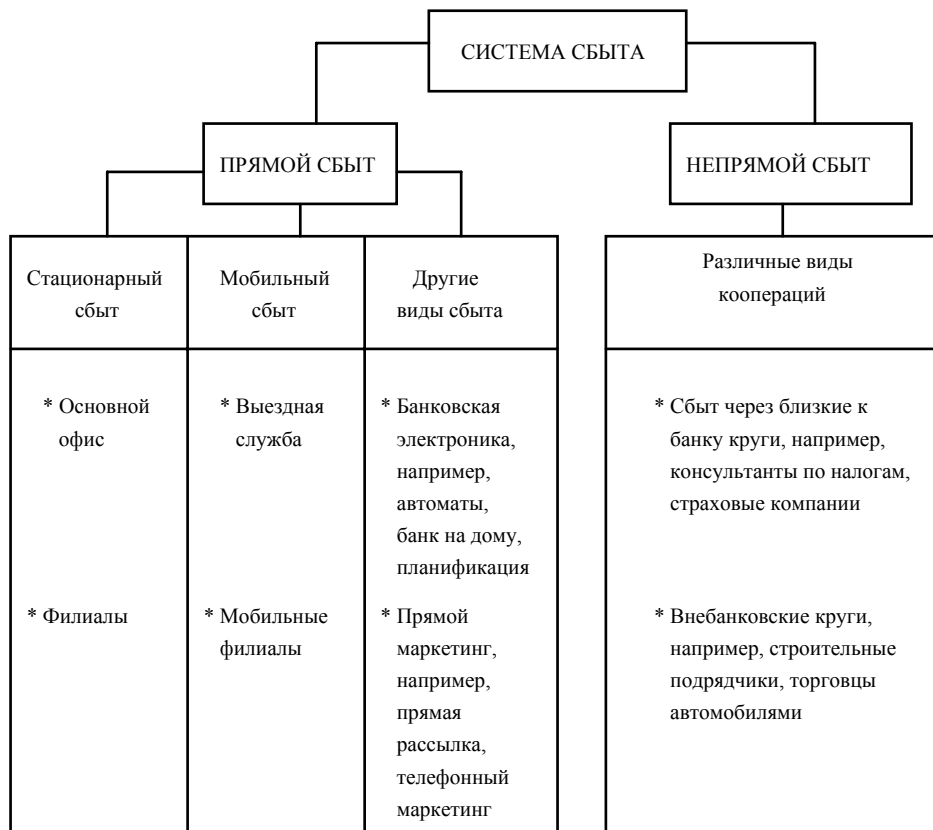 СИСТЕМА СБЫТА
ПРЯМОЙ СБЫТ
НЕПРЯМОЙ СБЫТ
Стационарный
сбыт
Мобильный
сбыт
Другие
виды сбыта
Различные виды
коопераций
* Основной
офис
* Выездная
служба
* Банковская
электроника,
например,
автоматы,
банк на дому,
планификация
* Сбыт через близкие к
банку круги, например,
консультанты по налогам,
страховые компании
* Филиалы
* Мобильные
филиалы
* Прямой
маркетинг,
например,
прямая
рассылка,
телефонный
маркетинг
* Внебанковские круги,
например, строительные
подрядчики, торговцы
автомобилями